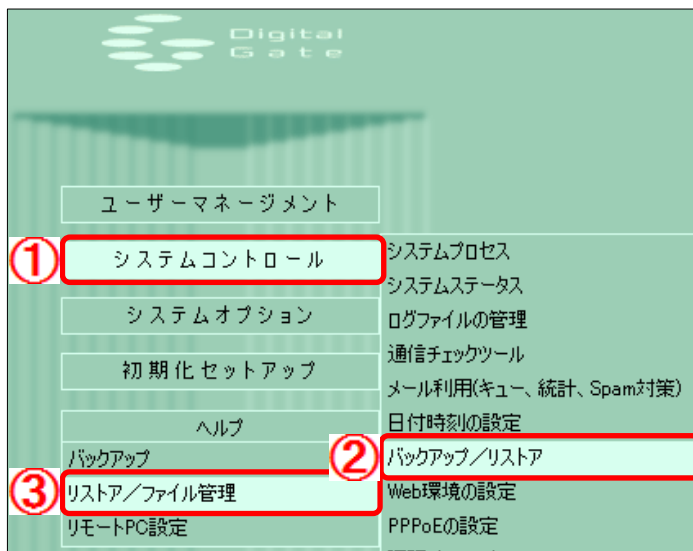 Digital
Gate
ユーザーマネージメント
① システムコントロール
システムオプション
初期化セットアップ
ヘルプ
バックアップ
③ リストア／ファイル管理
リモートPC設定
システムプロセス
システムステータス
ログファイルの管理
通信チェックツール
メール利用(キュー、統計、Spam対策)
日付時刻の設定
② バックアップ／リストア
Web環境の設定
PPPoEの設定